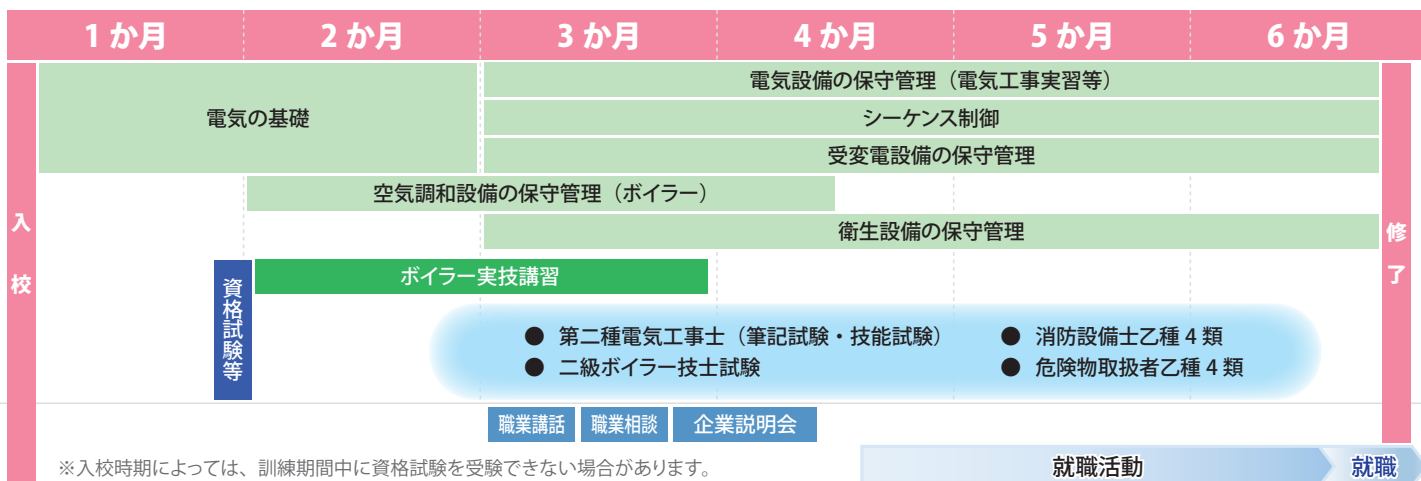 1か月 2か月 3か月 4か月 5か月 6か月
入校
電気の基礎
電気設備の保守管理（電気工事実習等）
シーケンス制御
受変電設備の保守管理
空気調和設備の保守管理（ボイラー）
衛生設備の保守管理
修了
資格試験等
ボイラー実技講習
● 第二種電気工事士（筆記試験・技能試験）
● 二級ボイラー技士試験
● 消防設備士乙種4類
● 危険物取扱者乙種4類
職業講話 職業相談 企業説明会
※入校時期によっては、訓練期間中に資格試験を受験できない場合があります。
就職活動 就職